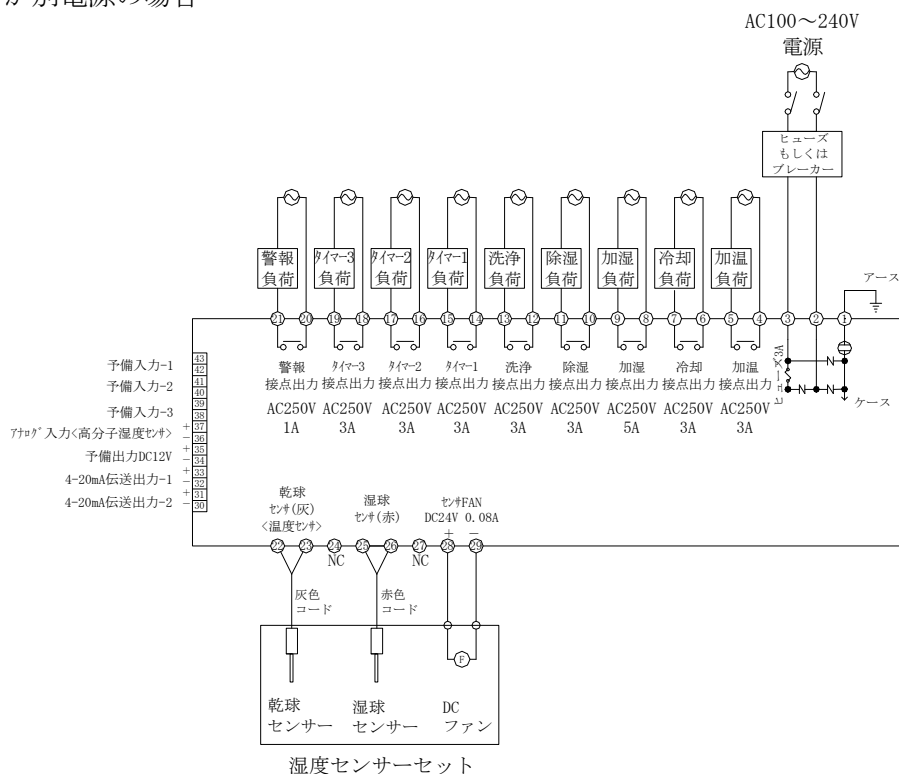 が別電源の場合
AC100～240V
電源
ヒューズ
もしくは
ブレーカー
警報
負荷
ﾀｲﾏｰ3
負荷
ﾀｲﾏｰ2
負荷
ﾀｲﾏｰ1
負荷
洗浄
負荷
除湿
負荷
加湿
負荷
冷却
負荷
加温
負荷
アース
21 20 19 18 17 16 15 14 13 12 11 10 9 8 7 6 5 4 3 2 1
警報
接点出力
AC250V
1A
ﾀｲﾏｰ3
接点出力
AC250V
3A
ﾀｲﾏｰ2
接点出力
AC250V
3A
ﾀｲﾏｰ1
接点出力
AC250V
3A
洗浄
接点出力
AC250V
3A
除湿
接点出力
AC250V
3A
加湿
接点出力
AC250V
5A
冷却
接点出力
AC250V
3A
加温
接点出力
AC250V
3A
ヒューズ3A
N
N N
ケース
予備入力-1 43
42
予備入力-2 41
40
予備入力-3 39
38
ｱﾅﾛｸﾞ入力<高分子湿度ｾﾝｻ> + 37
- 36
予備出力DC12V + 35
- 34
4-20mA伝送出力-1 + 33
- 32
4-20mA伝送出力-2 + 31
- 30
乾球
ｾﾝｻ(灰)
<温度ｾﾝｻ>
湿球
ｾﾝｻ(赤)
ｾﾝｻFAN
DC24V 0.08A
+ -
22 23 24 25 26 27 28 29
NC NC
灰色
コード
赤色
コード
F
乾球
センサー
湿球
センサー
DC
ファン
湿度センサーセット